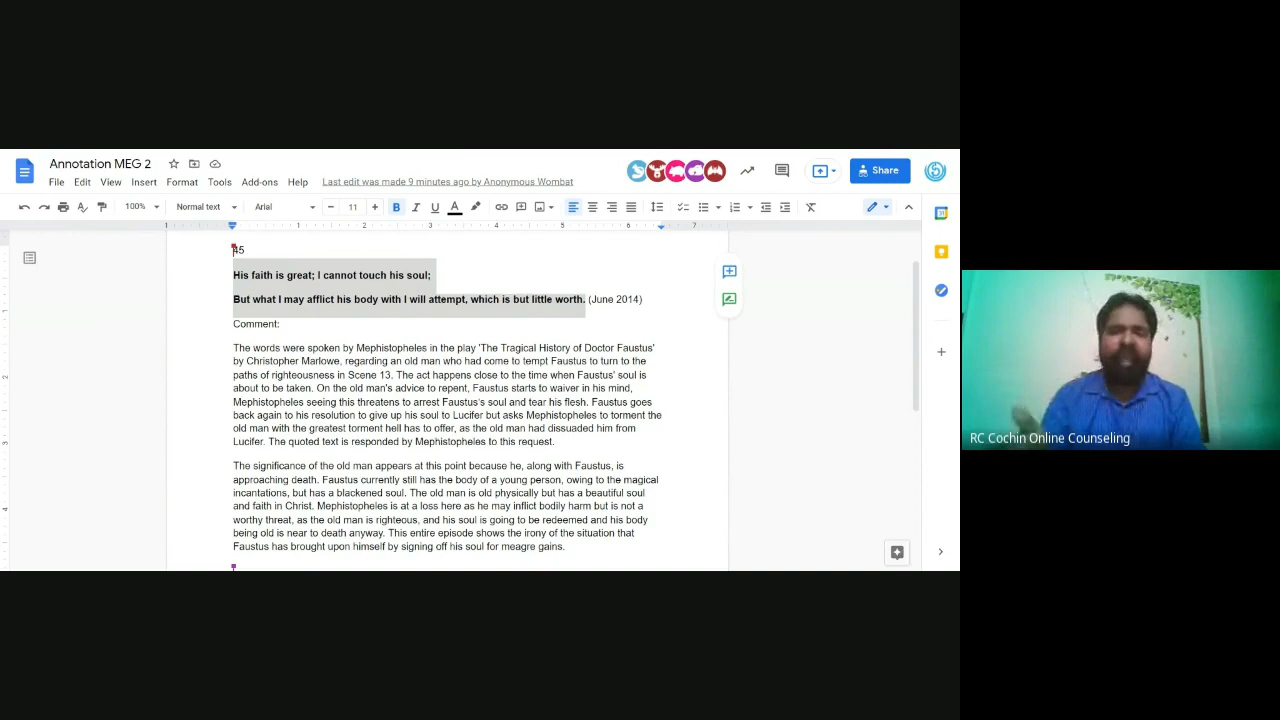 Annotation MEG 2
File Edit View Insert Format Tools Add-ons Help Last edit was made 9 minutes ago by Anonymous Wombat
Share
100% Normal text Arial 11 B I U A
1 1 2 3 4 5 6 7
45
His faith is great; I cannot touch his soul;
But what I may afflict his body with I will attempt, which is but little worth. (June 2014)
Comment:
The words were spoken by Mephistopheles in the play 'The Tragical History of Doctor Faustus'
by Christopher Marlowe, regarding an old man who had come to tempt Faustus to turn to the
paths of righteousness in Scene 13. The act happens close to the time when Faustus' soul is
about to be taken. On the old man's advice to repent, Faustus starts to waiver in his mind,
Mephistopheles seeing this threatens to arrest Faustus's soul and tear his flesh. Faustus goes
back again to his resolution to give up his soul to Lucifer but asks Mephistopheles to torment the
old man with the greatest torment hell has to offer, as the old man had dissuaded him from
Lucifer. The quoted text is responded by Mephistopheles to this request.
The significance of the old man appears at this point because he, along with Faustus, is
approaching death. Faustus currently still has the body of a young person, owing to the magical
incantations, but has a blackened soul. The old man is old physically but has a beautiful soul
and faith in Christ. Mephistopheles is at a loss here as he may inflict bodily harm but is not a
worthy threat, as the old man is righteous, and his soul is going to be redeemed and his body
being old is near to death anyway. This entire episode shows the irony of the situation that
Faustus has brought upon himself by signing off his soul for meagre gains.
RC Cochin Online Counseling